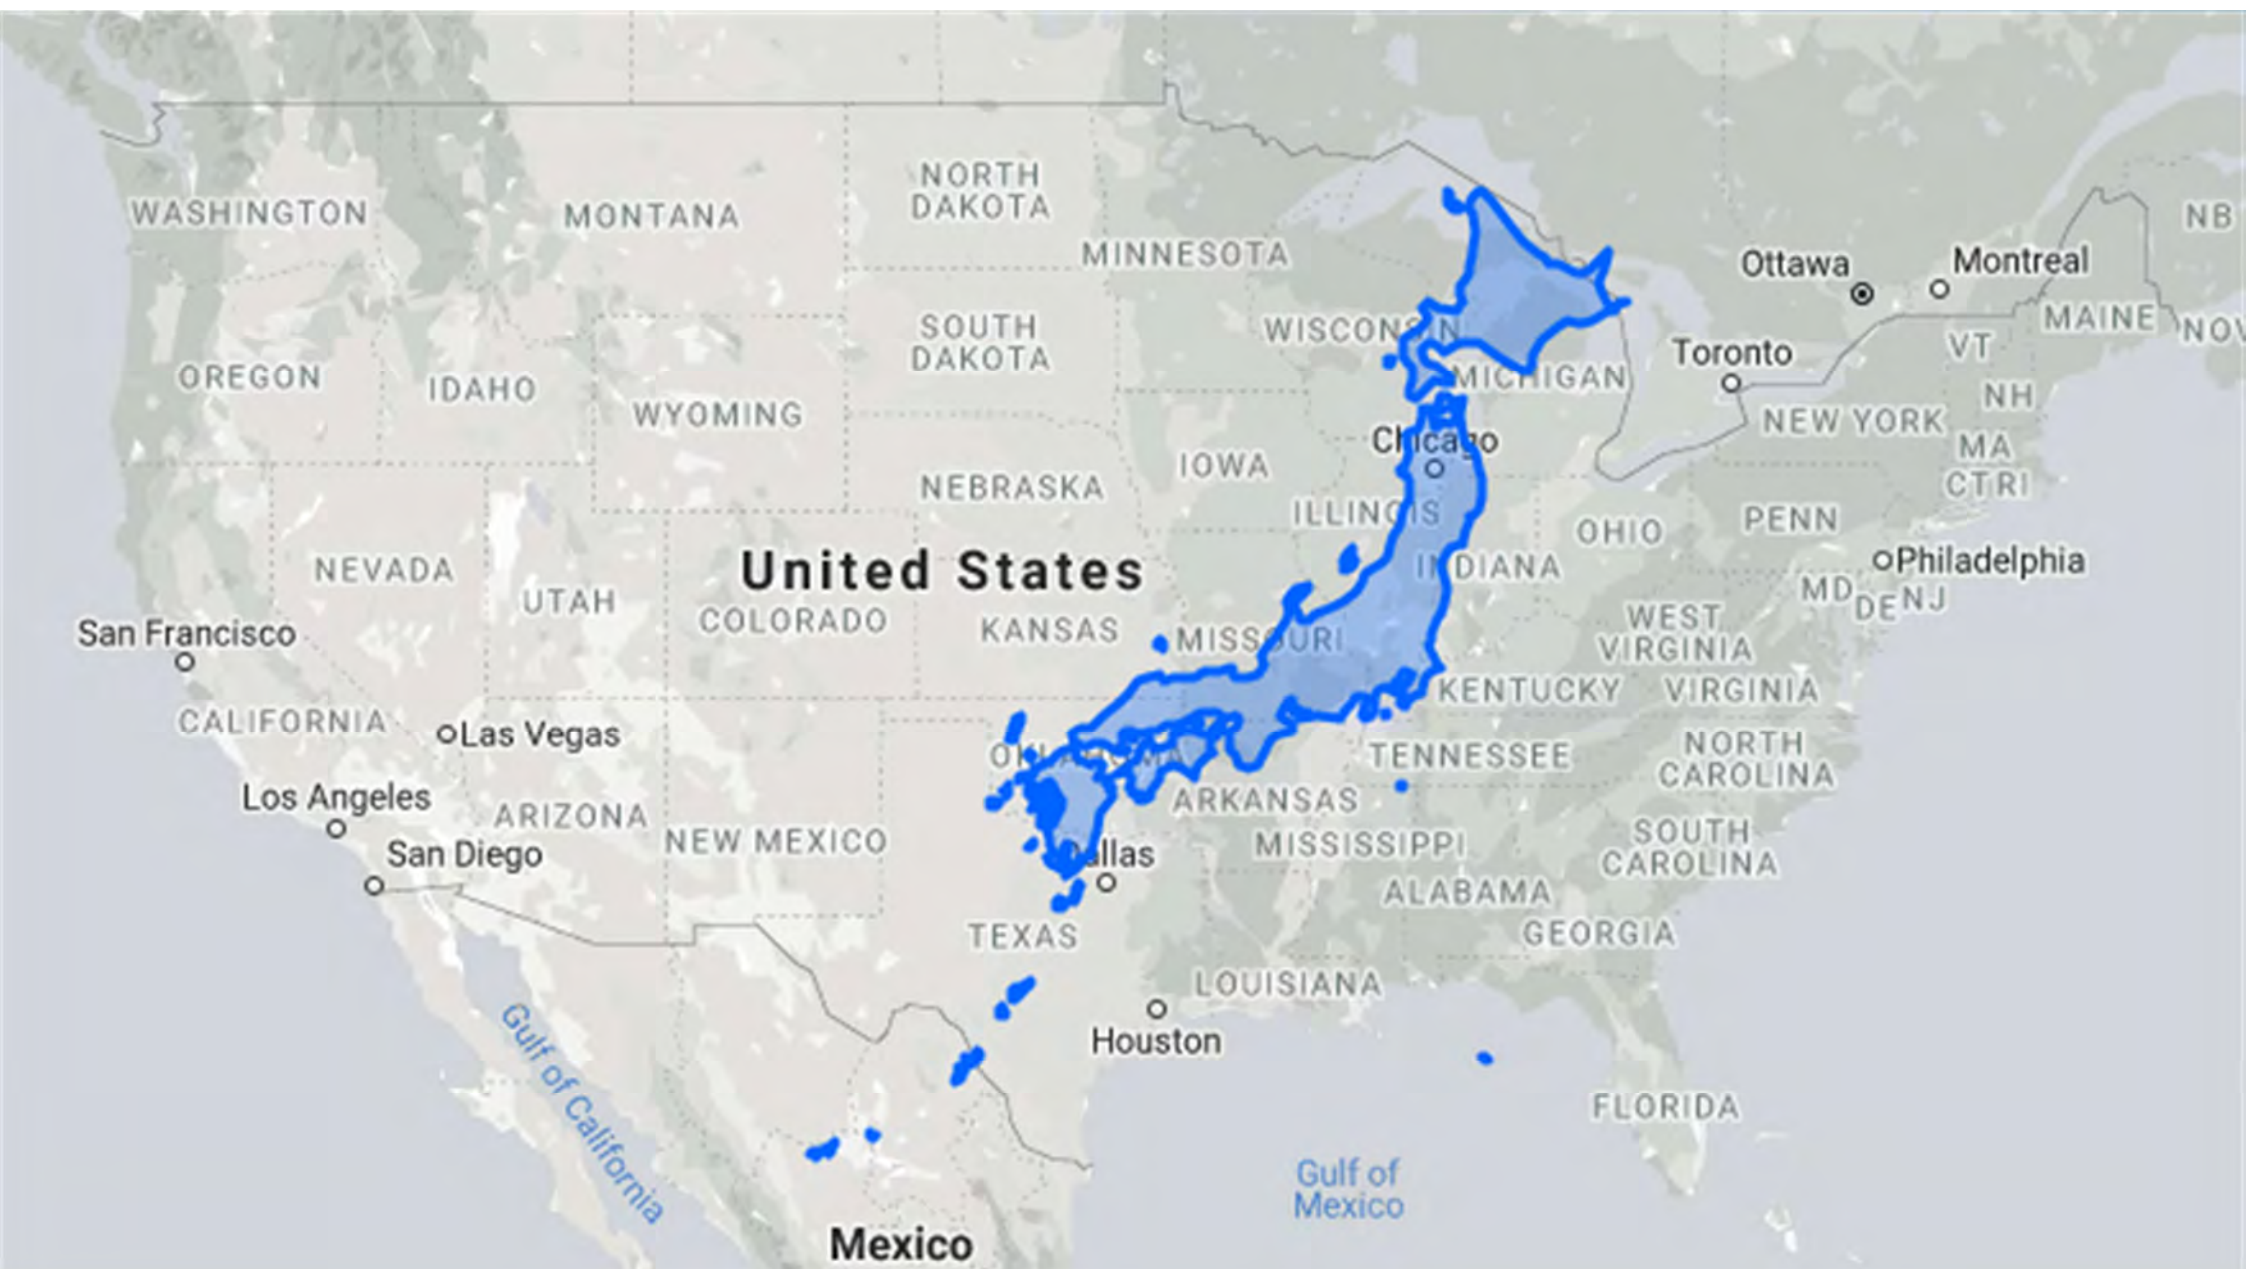 NORTH
DAKOTA
WASHINGTON
MONTANA
NB
MINNESOTA
Ottawa
Montreal
MAINE
NOV
SOUTH
DAKOTA
WISCONSIN
VT
Toronto
OREGON
IDAHO
MICHIGAN
NH
WYOMING
NEW YORK
Chicago
MA
IOWA
NEBRASKA
CT RI
ILLINOIS
OHIO
PENN
United States
NEVADA
INDIANA
Philadelphia
UTAH
MD
DE NJ
COLORADO
KANSAS
MISSOURI
WEST
VIRGINIA
San Francisco
KENTUCKY
VIRGINIA
CALIFORNIA
Las Vegas
OKLAHOMA
TENNESSEE
NORTH
CAROLINA
Los Angeles
ARIZONA
ARKANSAS
NEW MEXICO
MISSISSIPPI
SOUTH
CAROLINA
San Diego
Dallas
ALABAMA
TEXAS
GEORGIA
LOUISIANA
Houston
Gulf of California
FLORIDA
Gulf of
Mexico
Mexico